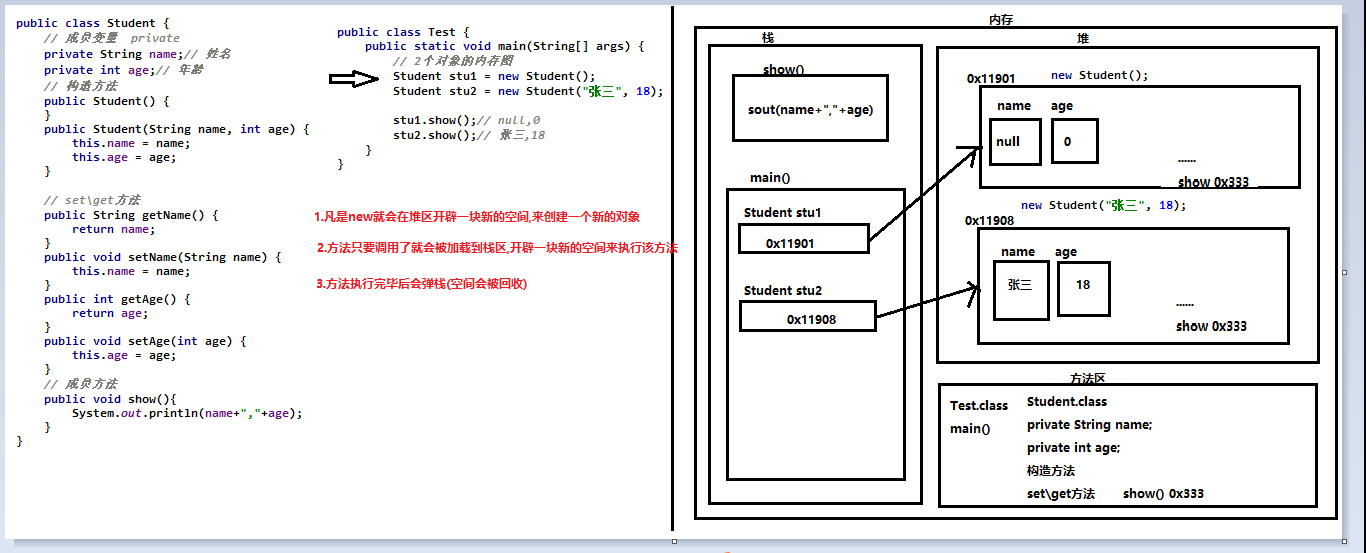 public class Student {
// 成员变量 private
private String name;// 姓名
private int age;// 年龄
// 构造方法
public Student() {
}
public Student(String name, int age) {
this.name = name;
this.age = age;
}
// set\get方法
public String getName() {
return name;
}
public void setName(String name) {
this.name = name;
}
public int getAge() {
return age;
}
public void setAge(int age) {
this.age = age;
}
// 成员方法
public void show(){
System.out.println(name+","+age);
}
}
public class Test {
public static void main(String[] args) {
// 2个对象的内存图
Student stu1 = new Student();
Student stu2 = new Student("张三", 18);
stu1.show();// null,0
stu2.show();// 张三,18
}
}
1.凡是new就会在堆区开辟一块新的空间,来创建一个新的对象
2.方法只要调用了就会被加载到栈区,开辟一块新的空间来执行该方法
3.方法执行完毕后会弹栈(空间会被回收)
内存
栈
show()
sout(name+","+age)
main()
Student stu1
0x11901
Student stu2
0x11908
堆
0x11901 new Student();
name age
null 0
......
show 0x333
new Student("张三", 18);
0x11908
name age
张三 18
......
show 0x333
方法区
Test.class
main()
Student.class
private String name;
private int age;
构造方法
set\get方法 show() 0x333